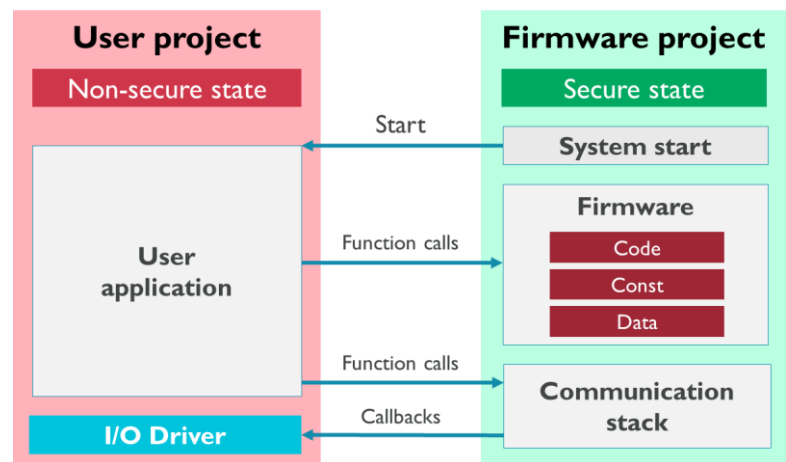 User project
Firmware project
Non-secure state
Secure state
Start
System start
User
application
Function calls
Firmware
Code
Const
Data
Function calls
Communication
stack
Callbacks
I/O Driver